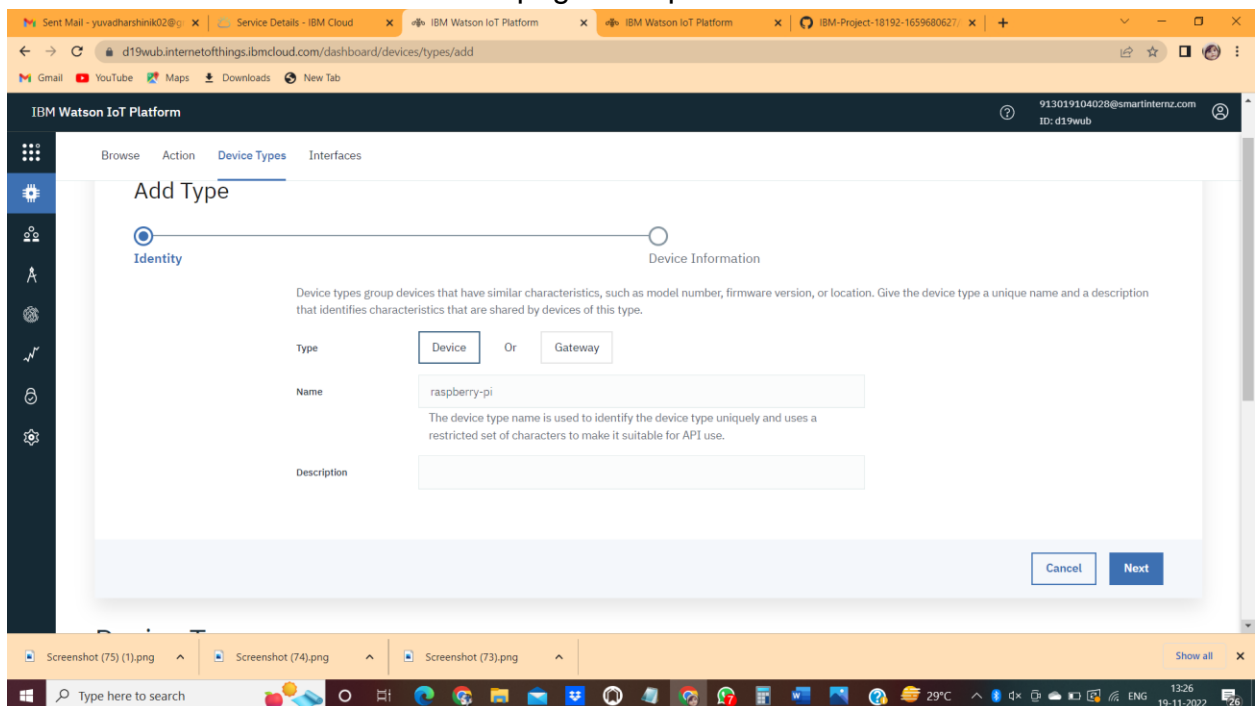 Sent Mail - yuvadharshinik02@g
Service Details - IBM Cloud
IBM Watson IoT Platform
IBM Watson IoT Platform
IBM-Project-18192-1659680627/
d19wub.internetofthings.ibmcloud.com/dashboard/devices/types/add
Gmail
YouTube
Maps
Downloads
New Tab
IBM Watson IoT Platform
913019104028@smartinternz.com
ID: d19wub
Browse
Action
Device Types
Interfaces
Add Type
Identity
Device Information
Device types group devices that have similar characteristics, such as model number, firmware version, or location. Give the device type a unique name and a description
that identifies characteristics that are shared by devices of this type.
Type
Device
Or
Gateway
Name
raspberry-pi
The device type name is used to identify the device type uniquely and uses a
restricted set of characters to make it suitable for API use.
Description
Cancel
Next
Screenshot (75) (1).png
Screenshot (74).png
Screenshot (73).png
Show all
Type here to search
29°C
ENG
13:26
19-11-2022
26